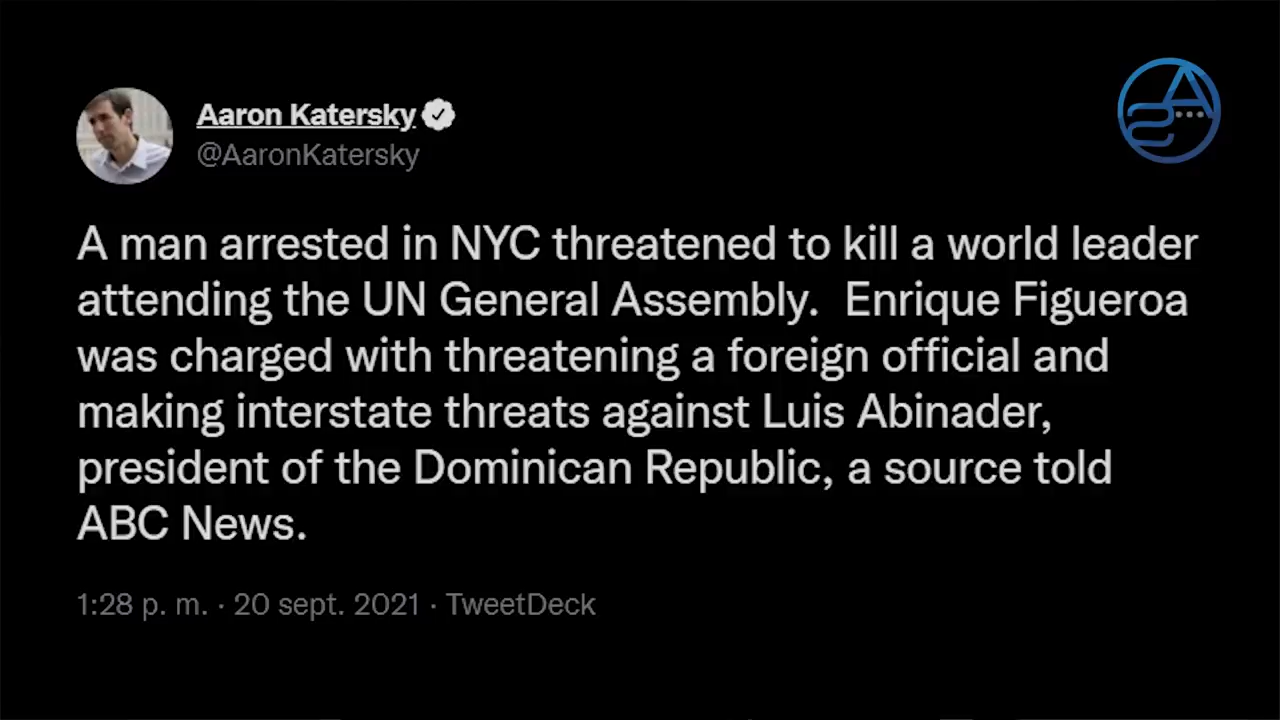 Aaron Katersky
@AaronKatersky
A man arrested in NYC threatened to kill a world leader
attending the UN General Assembly.  Enrique Figueroa
was charged with threatening a foreign official and
making interstate threats against Luis Abinader,
president of the Dominican Republic, a source told
ABC News.
1:28 p. m. · 20 sept. 2021 · TweetDeck